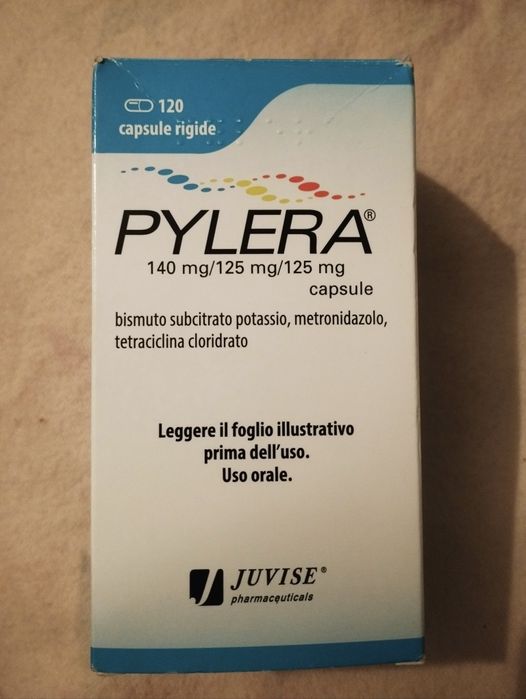 120
capsule rigide
PYLERA®
140 mg/125 mg/125 mg
capsule
bismuto subcitrato potassio, metronidazolo,
tetraciclina cloridrato
Leggere il foglio illustrativo
prima dell'uso.
Uso orale.
JUVISE®
pharmaceuticals